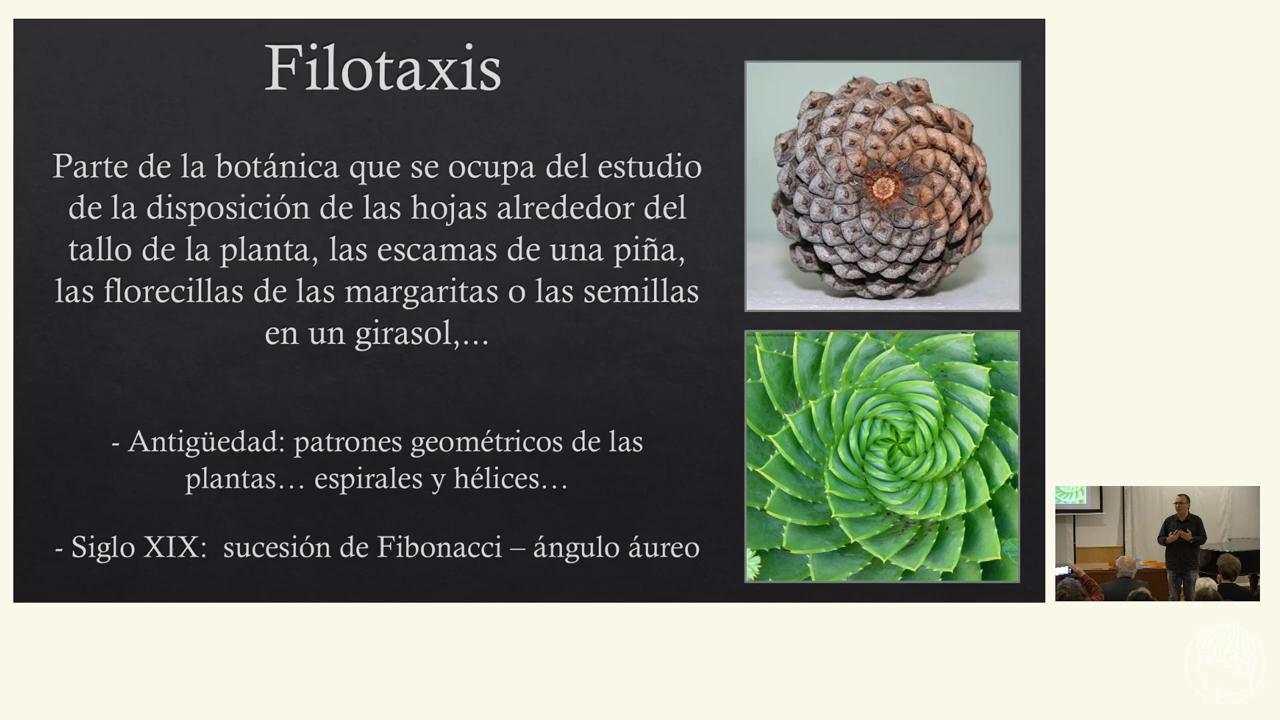 Filotaxis
Parte de la botánica que se ocupa del estudio
de la disposición de las hojas alrededor del
tallo de la planta, las escamas de una piña,
las florecillas de las margaritas o las semillas
en un girasol,...
- Antigüedad: patrones geométricos de las
plantas… espirales y hélices…
- Siglo XIX:  sucesión de Fibonacci – ángulo áureo